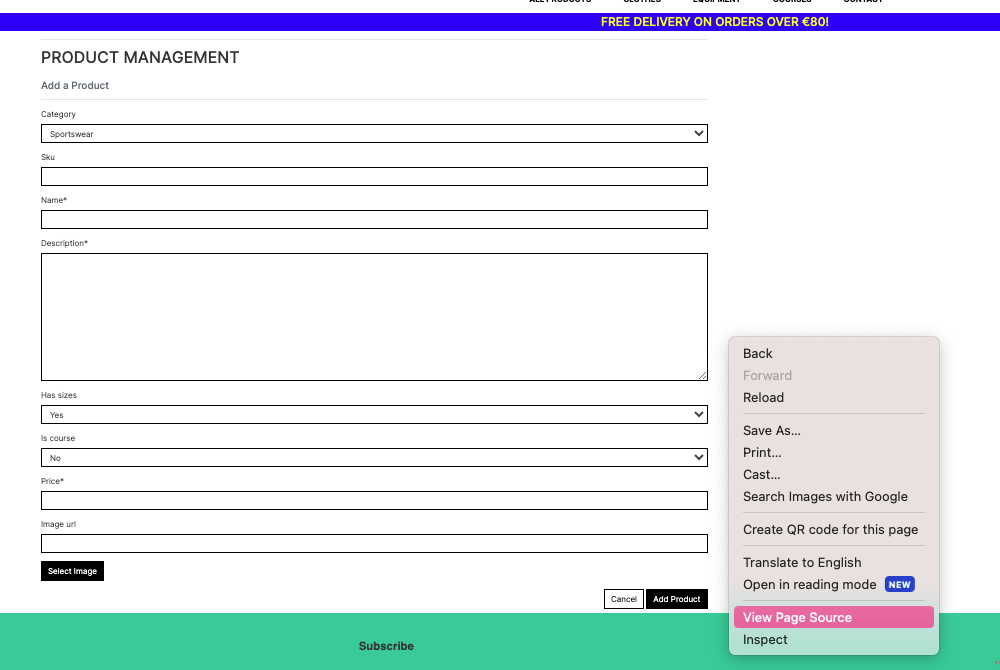 ALL PRODUCTS CLOTHES EQUIPMENT COURSES CONTACT
FREE DELIVERY ON ORDERS OVER €80!
PRODUCT MANAGEMENT
Add a Product
Category
Sportswear
Sku
Name*
Description*
Has sizes
Yes
Is course
No
Price*
Image url
Select Image
Cancel Add Product
Subscribe
Back
Forward
Reload
Save As...
Print...
Cast...
Search Images with Google
Create QR code for this page
Translate to English
Open in reading mode NEW
View Page Source
Inspect